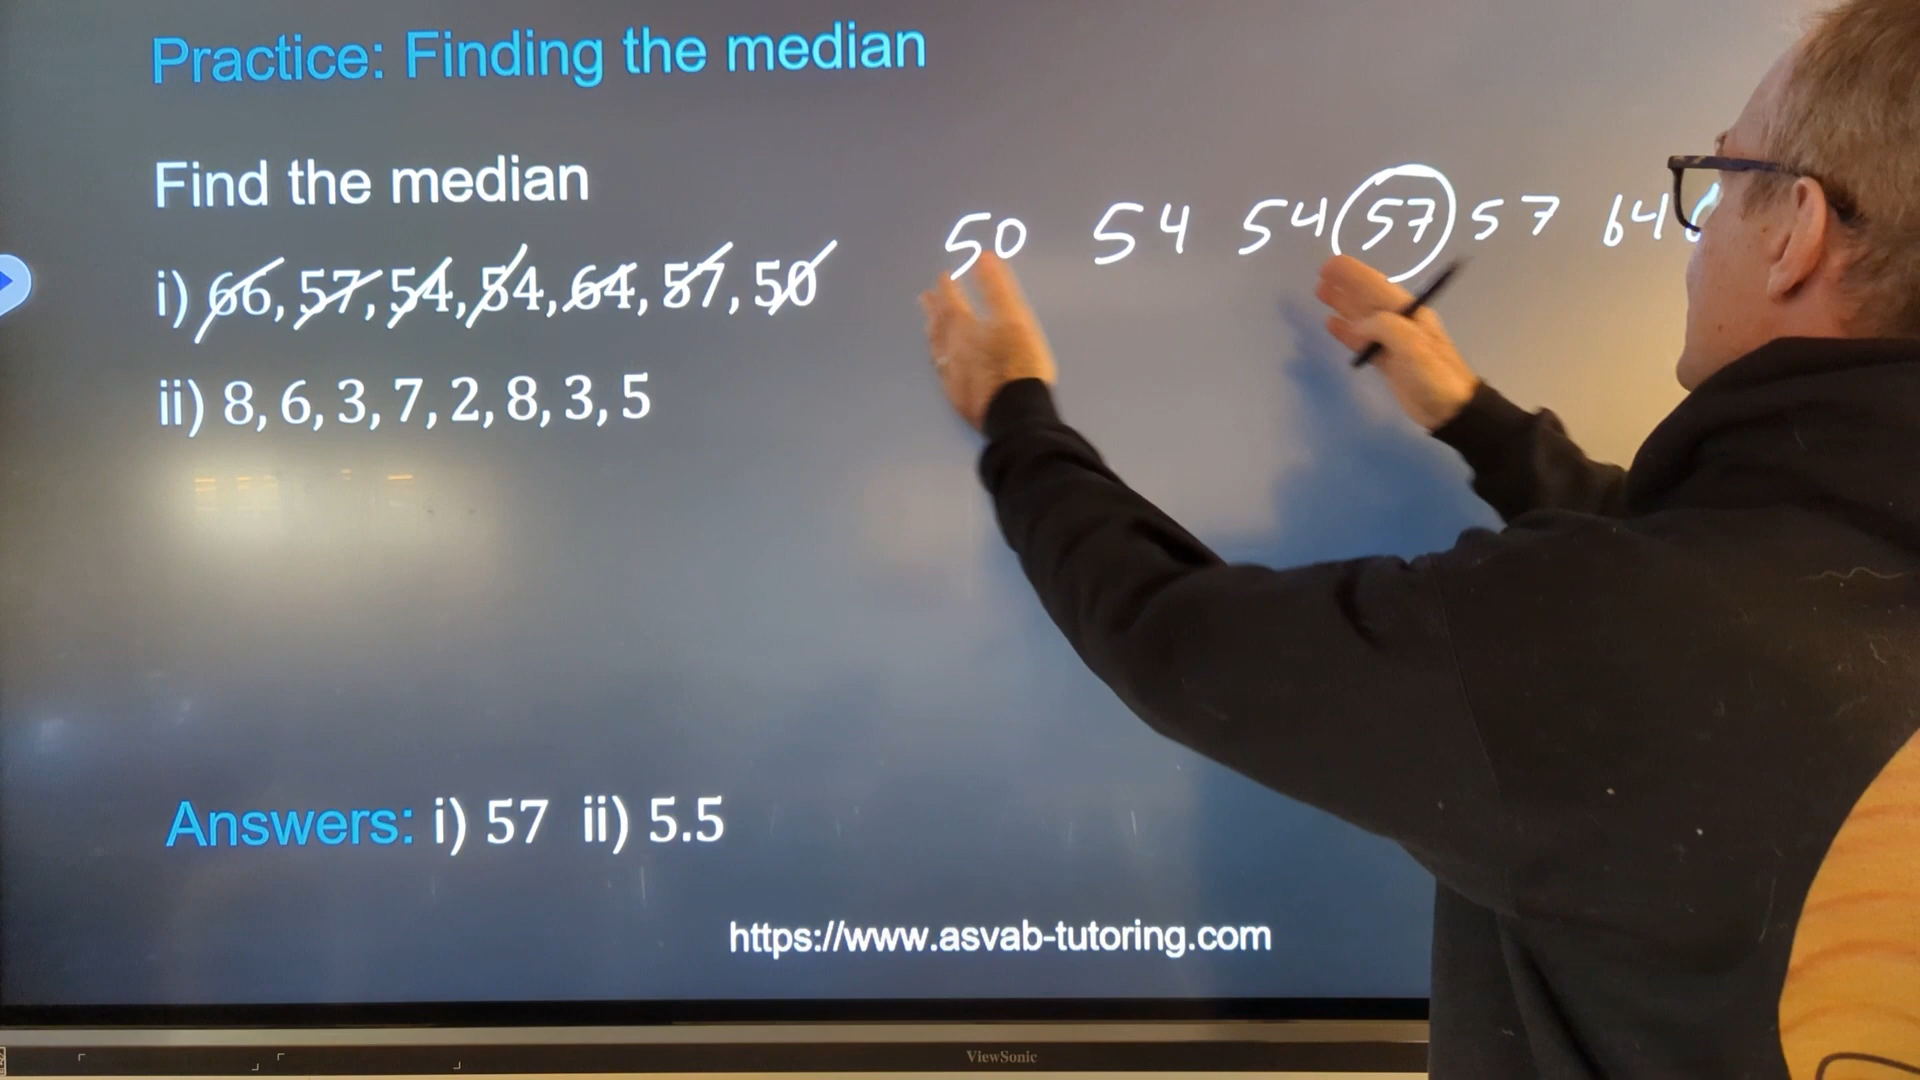 Practice: Finding the median
Find the median
50 54 54 57 57 64
i) 66, 57, 54, 54, 64, 57, 50
ii) 8, 6, 3, 7, 2, 8, 3, 5
Answers: i) 57 ii) 5.5
https://www.asvab-tutoring.com
ViewSonic